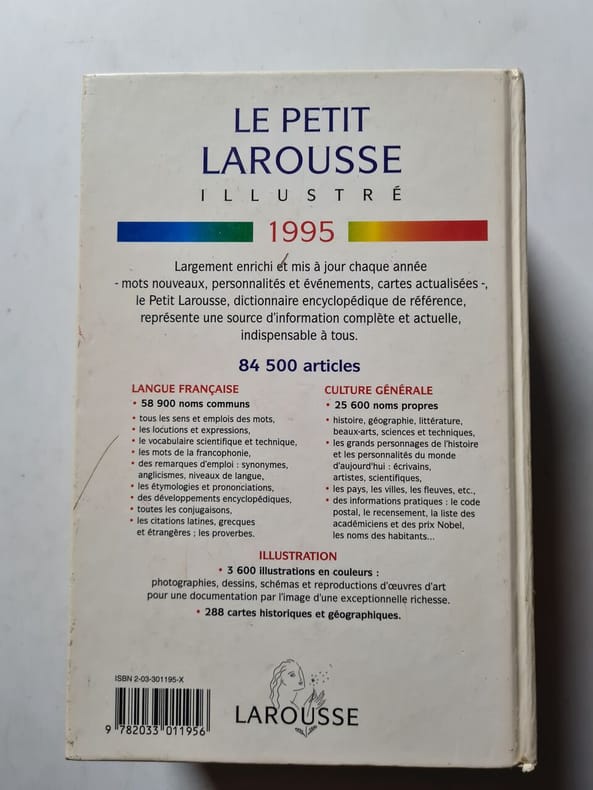 LE PETIT
LAROUSSE
ILLUSTRÉ
1995
Largement enrichi et mis à jour chaque année
- mots nouveaux, personnalités et événements, cartes actualisées -,
le Petit Larousse, dictionnaire encyclopédique de référence,
représente une source d'information complète et actuelle,
indispensable à tous.
84 500 articles
LANGUE FRANÇAISE
• 58 900 noms communs
• tous les sens et emplois des mots,
• les locutions et expressions,
• le vocabulaire scientifique et technique,
• les mots de la francophonie,
• des remarques d'emploi : synonymes,
anglicismes, niveaux de langue,
• les étymologies et prononciations,
• des développements encyclopédiques,
• toutes les conjugaisons,
• les citations latines, grecques
et étrangères ; les proverbes.
CULTURE GÉNÉRALE
• 25 600 noms propres
• histoire, géographie, littérature,
beaux-arts, sciences et techniques,
• les grands personnages de l'histoire
et les personnalités du monde
d'aujourd'hui : écrivains,
artistes, scientifiques,
• les pays, les villes, les fleuves, etc.,
• des informations pratiques : le code
postal, le recensement, la liste des
académiciens et des prix Nobel,
les noms des habitants...
ILLUSTRATION
• 3 600 illustrations en couleurs :
photographies, dessins, schémas et reproductions d'œuvres d'art
pour une documentation par l'image d'une exceptionnelle richesse.
• 288 cartes historiques et géographiques.
ISBN 2-03-301195-X
9 782033 011956
LAROUSSE